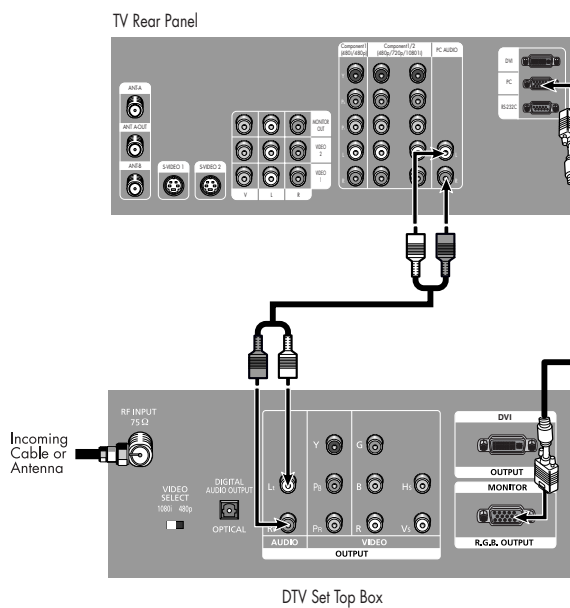 TV Rear Panel
Component1
(480i/480p)
Component1/2
(480p/720p/1080i)
PC AUDIO
DVI
PC
RS232C
ANT-A
ANT A-OUT
ANT-B
S-VIDEO 1
S-VIDEO 2
MONITOR
OUT
VIDEO
2
VIDEO
1
V
L
R
RF INPUT
75 Ω
Incoming
Cable or
Antenna
VIDEO
SELECT
1080i 480p
DIGITAL
AUDIO OUTPUT
OPTICAL
Y
G
PB
B
HS
PR
R
VS
AUDIO
VIDEO
OUTPUT
DVI
OUTPUT
MONITOR
R.G.B. OUTPUT
DTV Set Top Box